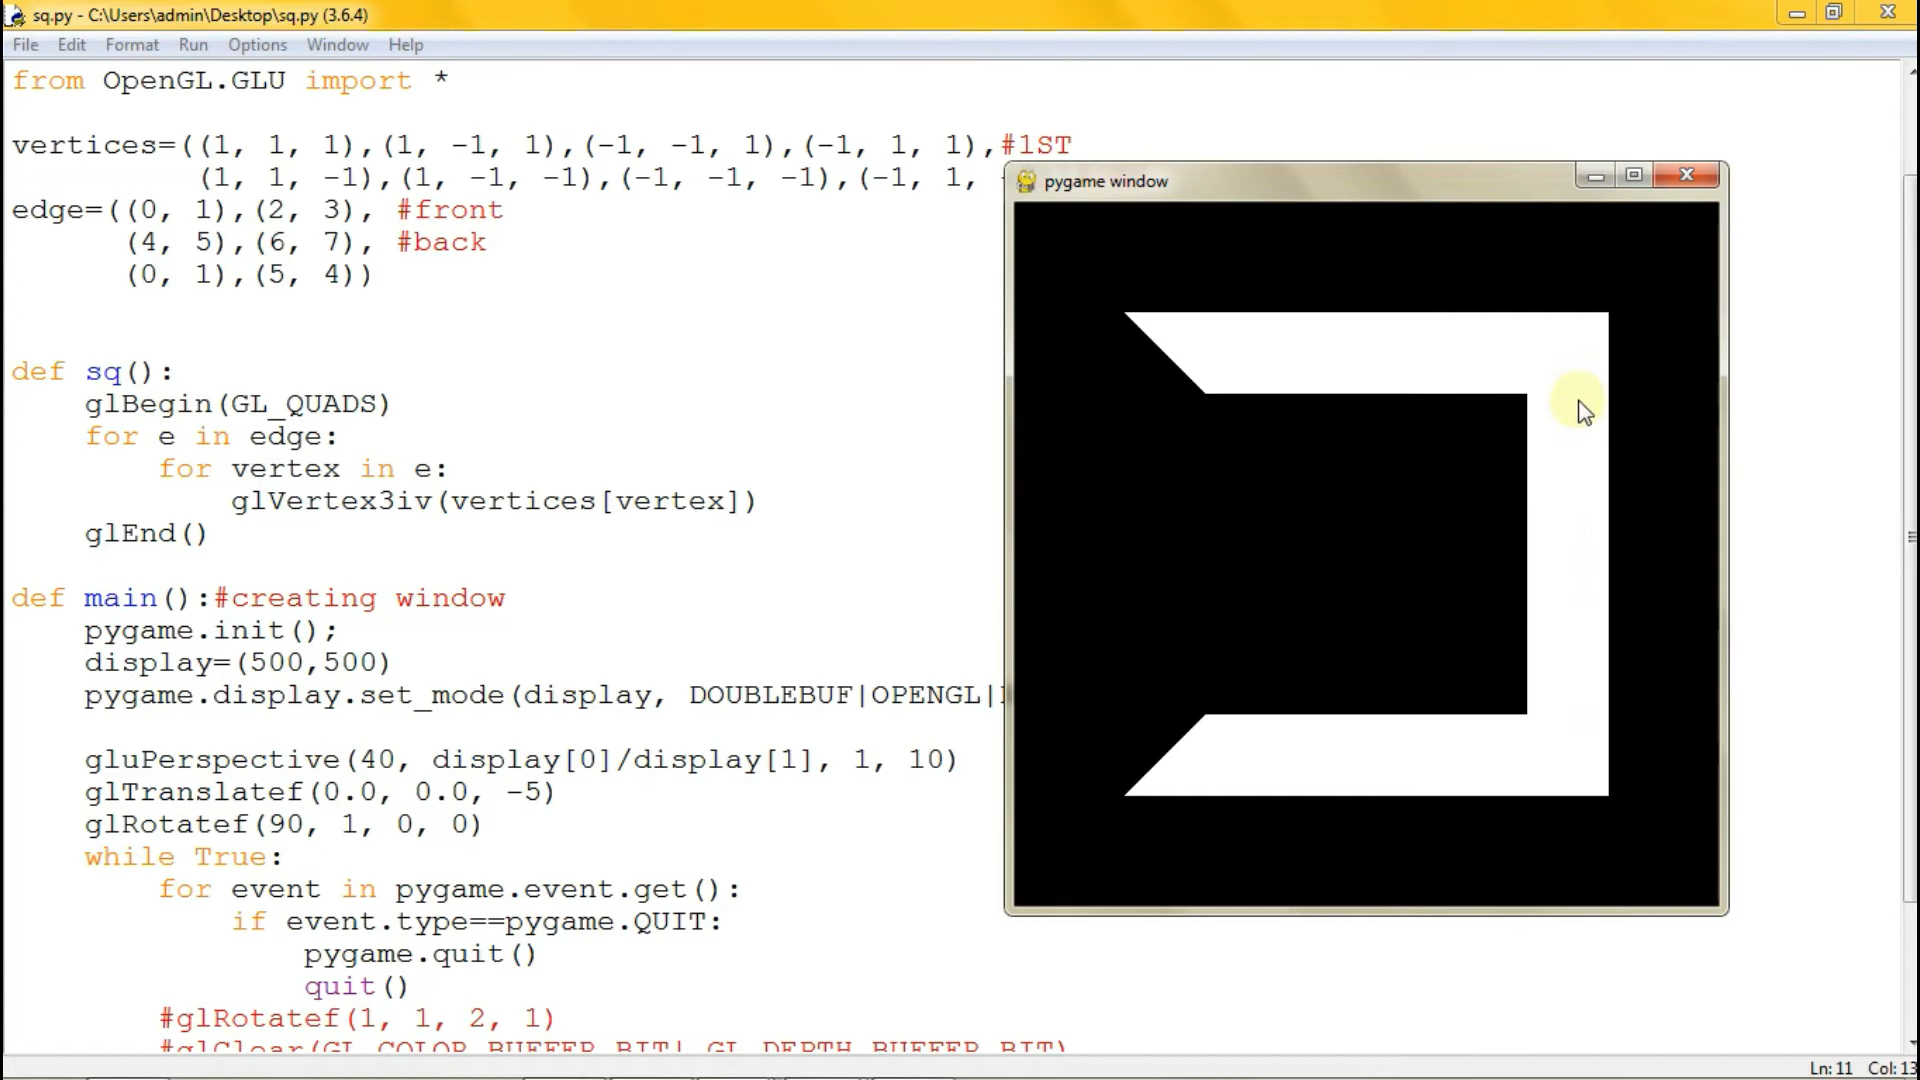 sq.py - C:\Users\admin\Desktop\sq.py (3.6.4)
File Edit Format Run Options Window Help
from OpenGL.GLU import *
vertices=((1, 1, 1),(1, -1, 1),(-1, -1, 1),(-1, 1, 1),#1ST
(1, 1, -1),(1, -1, -1),(-1, -1, -1),(-1, 1,
edge=((0, 1),(2, 3), #front
(4, 5),(6, 7), #back
(0, 1),(5, 4))
def sq():
glBegin(GL_QUADS)
for e in edge:
for vertex in e:
glVertex3iv(vertices[vertex])
glEnd()
def main():#creating window
pygame.init();
display=(500,500)
pygame.display.set_mode(display, DOUBLEBUF|OPENGL|
gluPerspective(40, display[0]/display[1], 1, 10)
glTranslatef(0.0, 0.0, -5)
glRotatef(90, 1, 0, 0)
while True:
for event in pygame.event.get():
if event.type==pygame.QUIT:
pygame.quit()
quit()
#glRotatef(1, 1, 2, 1)
#glClear(GL_COLOR_BUFFER_BIT|_GL_DEPTH_BUFFER_BIT)
pygame window
Ln: 11 Col: 13